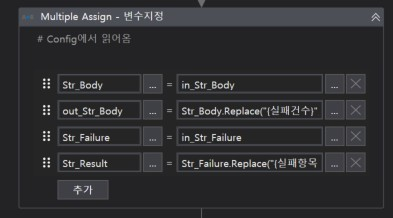 Multiple Assign - 변수지정
# Config에서 읽어옴
Str_Body ... = in_Str_Body ...
out_Str_Body ... = Str_Body.Replace("{실패건수}" ...
Str_Failure ... = in_Str_Failure ...
Str_Result ... = Str_Failure.Replace("{실패항목 ...
추가